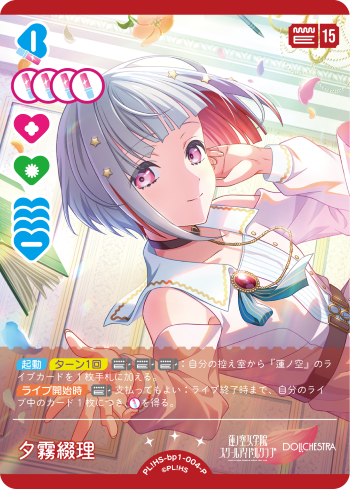 15
起動 ターン1回 E E E:自分の控え室から『蓮ノ空』のラ
イブカードを1枚手札に加える。
ライブ開始時 E 支払ってもよい:ライブ終了時まで、自分のライ
ブ中のカード1枚につき、を得る。
夕霧綴理
蓮ノ空女学院
スクールアイドルクラブ
DOLLCHESTRA
PL!HS-bp1-004-P
©PL!HS